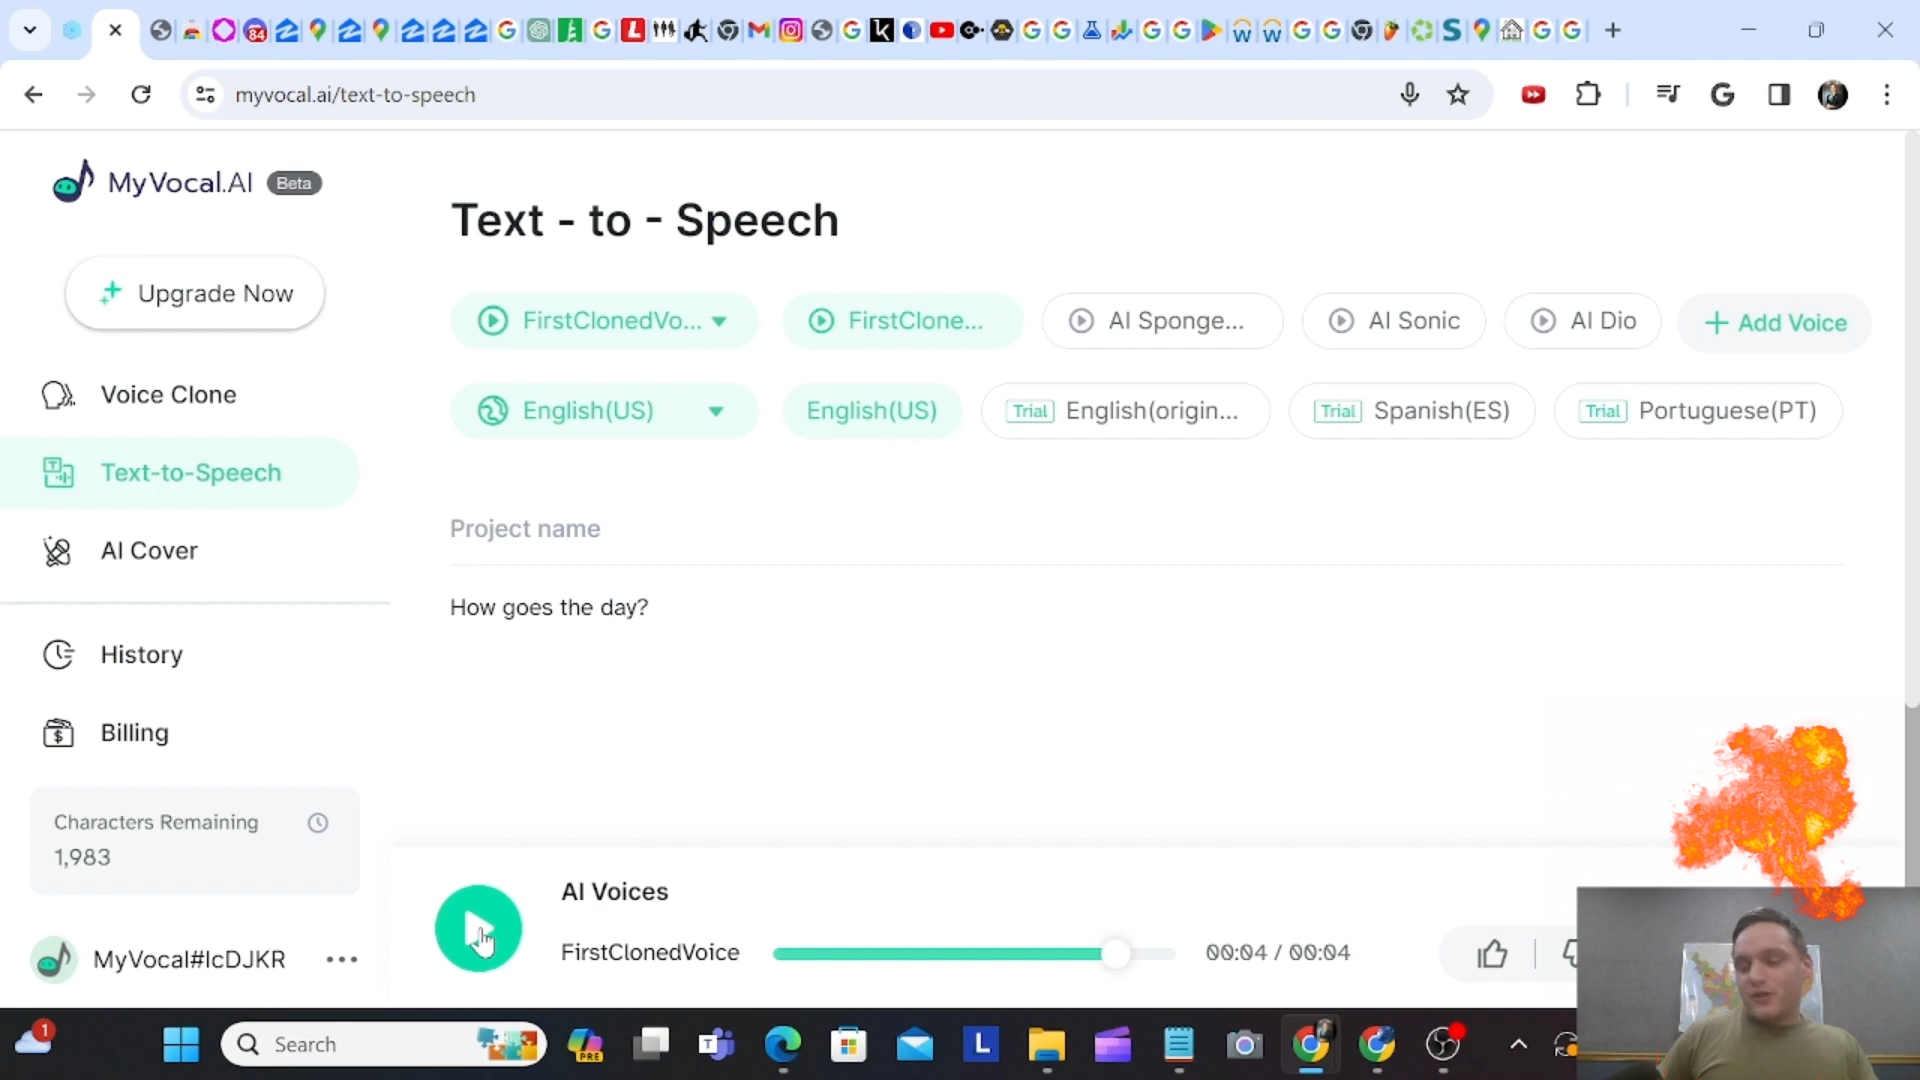 84
myvocal.ai/text-to-speech
MyVocal.AI Beta
Upgrade Now
Voice Clone
Text-to-Speech
AI Cover
History
Billing
Characters Remaining
1,983
MyVocal#IcDJKR
Text - to - Speech
FirstClonedVo... FirstClone... AI Sponge... AI Sonic AI Dio + Add Voice
English(US) English(US) Trial English(origin... Trial Spanish(ES) Trial Portuguese(PT)
Project name
How goes the day?
AI Voices
FirstClonedVoice 00:04 / 00:04
1 Search PRE